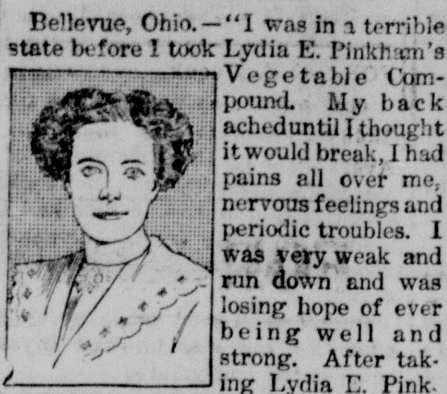 Bellevue, Ohio.—"I was in a terrible
state before I took Lydia E. Pinkham's
Vegetable Com-
pound. My back
ached until I thought
it would break, I had
pains all over me,
nervous feelings and
periodic troubles. I
was very weak and
run down and was
losing hope of ever
being well and
strong. After tak-
ing Lydia E. Pink-